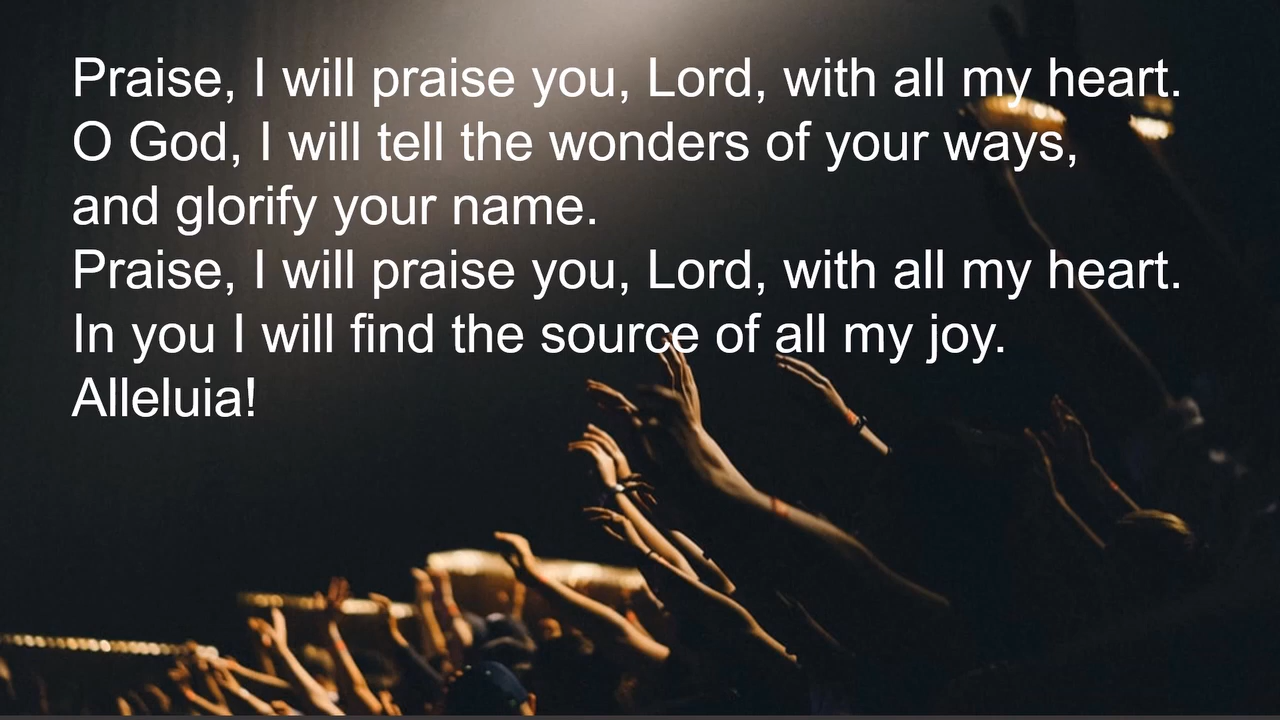 Praise, I will praise you, Lord, with all my heart.
O God, I will tell the wonders of your ways,
and glorify your name.
Praise, I will praise you, Lord, with all my heart.
In you I will find the source of all my joy.
Alleluia!